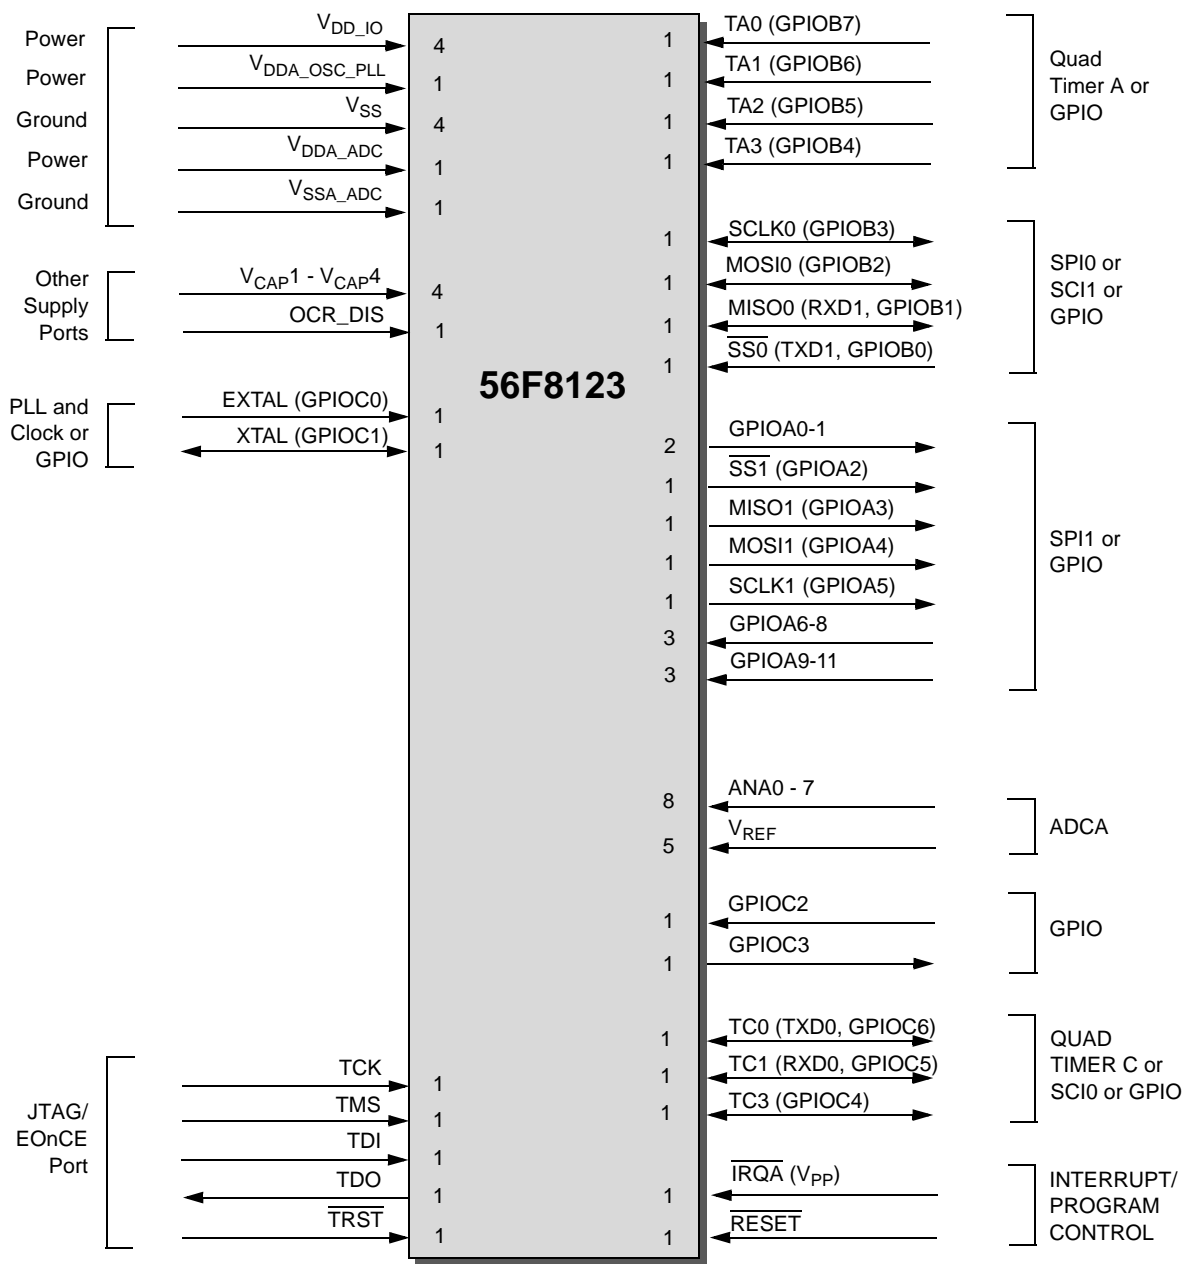 Power
V_DD_IO
4
Power
V_DDA_OSC_PLL
1
Ground
V_SS
4
Power
V_DDA_ADC
1
Ground
V_SSA_ADC
1
Other
Supply
Ports
V_CAP1 - V_CAP4
4
OCR_DIS
1
PLL and
Clock or
GPIO
EXTAL (GPIOC0)
1
XTAL (GPIOC1)
1
JTAG/
EOnCE
Port
TCK
1
TMS
1
TDI
1
TDO
1
TRST
1
56F8123
1
TA0 (GPIOB7)
1
TA1 (GPIOB6)
1
TA2 (GPIOB5)
1
TA3 (GPIOB4)
Quad
Timer A or
GPIO
1
SCLK0 (GPIOB3)
1
MOSI0 (GPIOB2)
1
MISO0 (RXD1, GPIOB1)
1
SS0 (TXD1, GPIOB0)
SPI0 or
SCI1 or
GPIO
2
GPIOA0-1
1
SS1 (GPIOA2)
1
MISO1 (GPIOA3)
1
MOSI1 (GPIOA4)
1
SCLK1 (GPIOA5)
3
GPIOA6-8
3
GPIOA9-11
SPI1 or
GPIO
8
ANA0 - 7
5
V_REF
ADCA
1
GPIOC2
1
GPIOC3
GPIO
1
TC0 (TXD0, GPIOC6)
1
TC1 (RXD0, GPIOC5)
1
TC3 (GPIOC4)
QUAD
TIMER C or
SCI0 or GPIO
1
IRQA (V_PP)
1
RESET
INTERRUPT/
PROGRAM
CONTROL